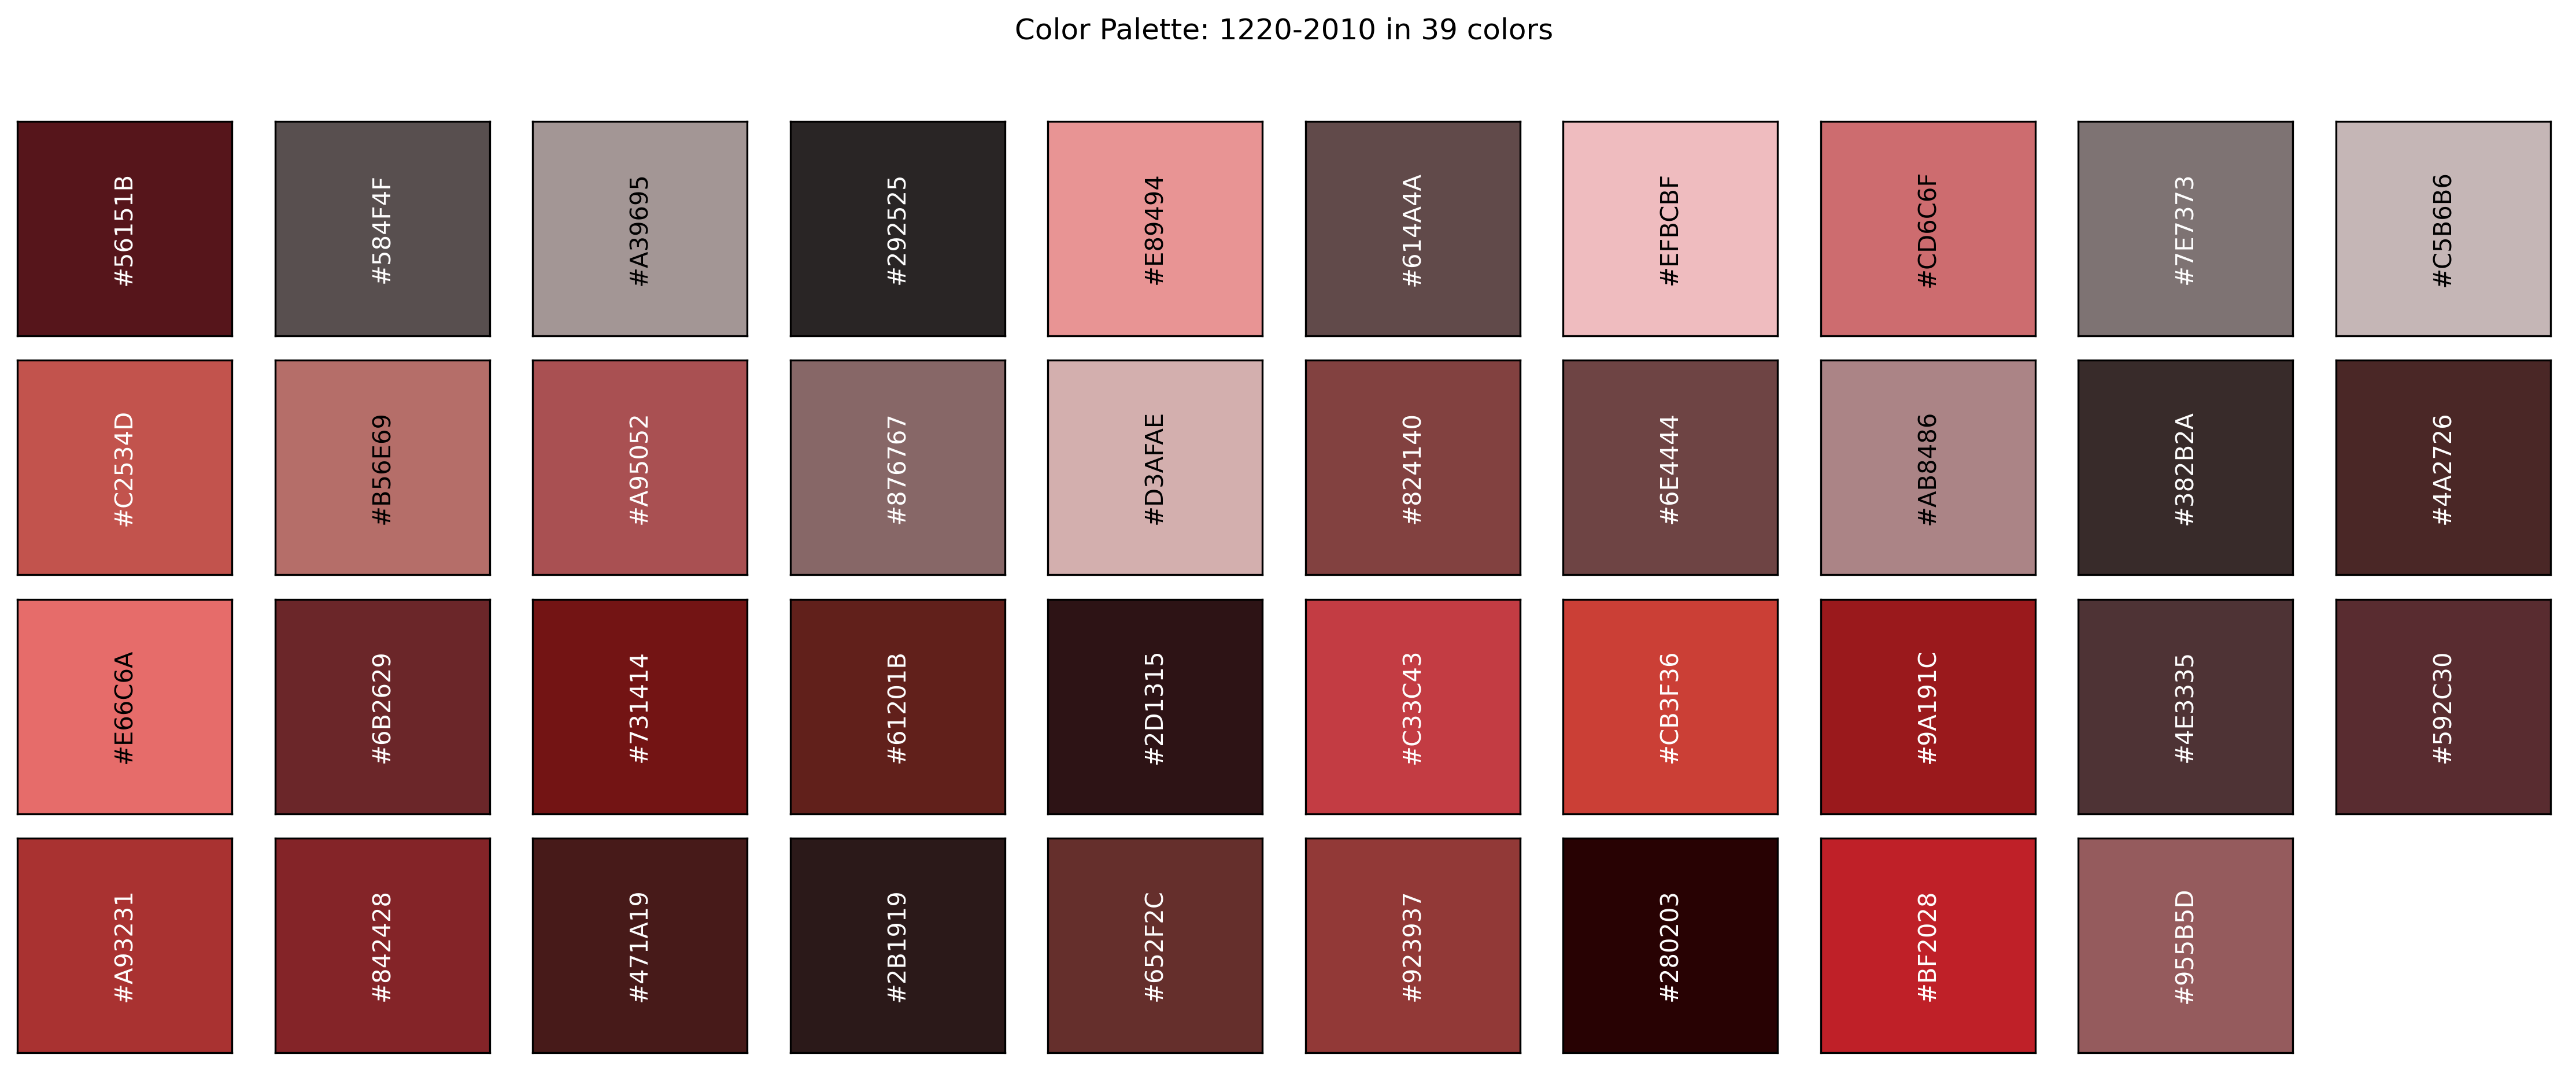 Color Palette: 1220-2010 in 39 colors
#56151B
#584F4F
#A39695
#292525
#E89494
#614A4A
#EFBCBF
#CD6C6F
#7E7373
#C5B6B6
#C2534D
#B56E69
#A95052
#876767
#D3AFAE
#824140
#6E4444
#AB8486
#382B2A
#4A2726
#E66C6A
#6B2629
#731414
#61201B
#2D1315
#C33C43
#CB3F36
#9A191C
#4E3335
#592C30
#A93231
#842428
#471A19
#2B1919
#652F2C
#923937
#280203
#BF2028
#955B5D